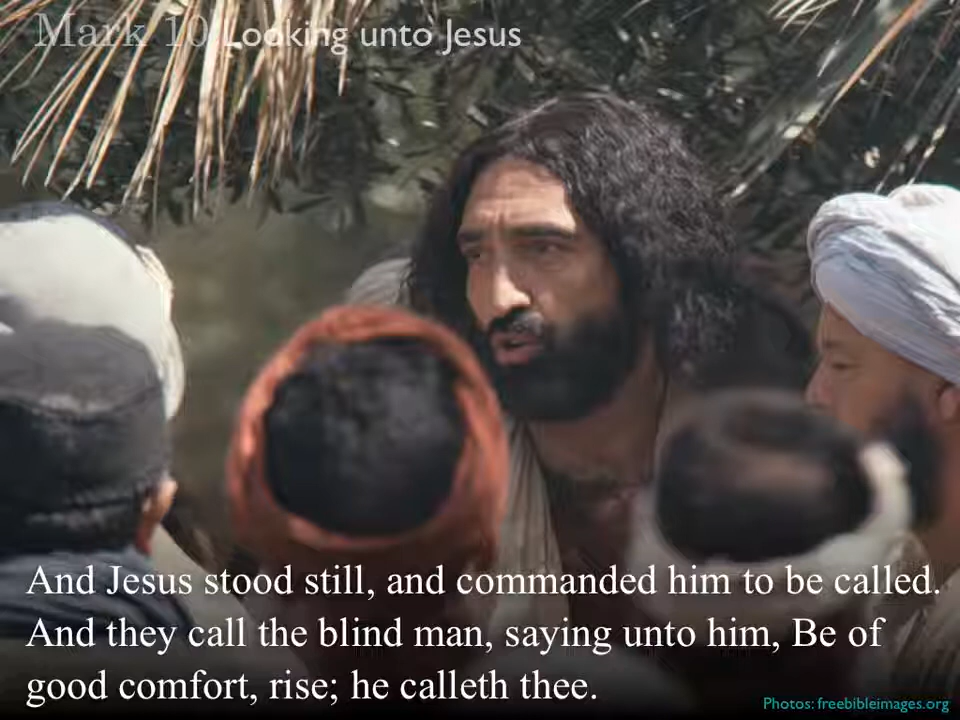 Mark 10 Looking unto Jesus
And Jesus stood still, and commanded him to be called.
And they call the blind man, saying unto him, Be of
good comfort, rise; he calleth thee.
Photos: freebibleimages.org